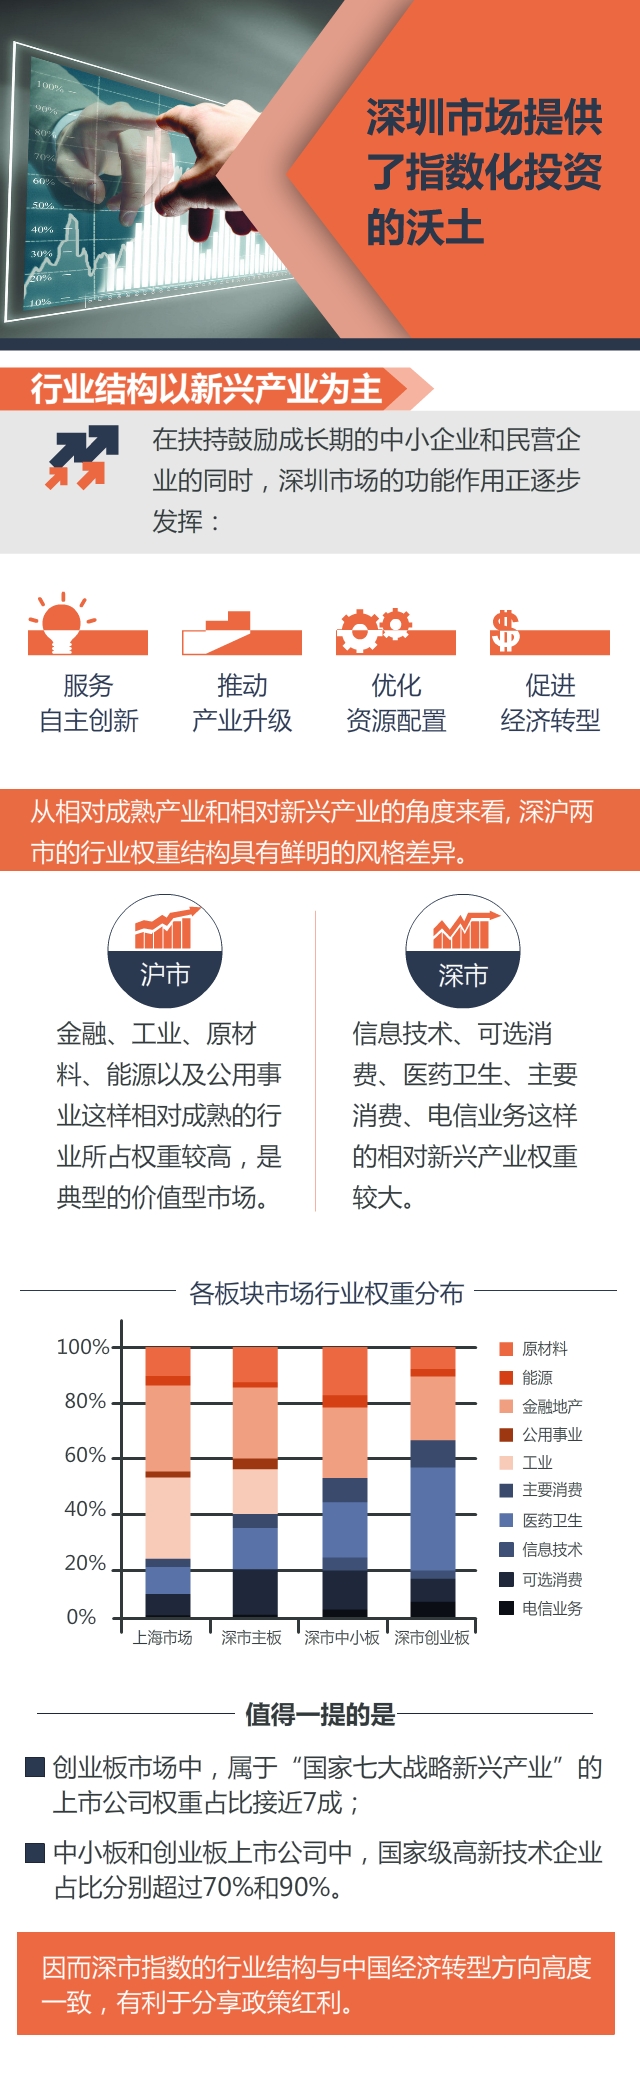 100%
90%
80%
70%
60%
50%
40%
30%
20%
10%
深圳市场提供
了指数化投资
的沃土
行业结构以新兴产业为主
在扶持鼓励成长期的中小企业和民营企
业的同时，深圳市场的功能作用正逐步
发挥：
服务
自主创新
推动
产业升级
优化
资源配置
促进
经济转型
从相对成熟产业和相对新兴产业的角度来看, 深沪两
市的行业权重结构具有鲜明的风格差异。
沪市
金融、工业、原材
料、能源以及公用事
业这样相对成熟的行
业所占权重较高，是
典型的价值型市场。
深市
信息技术、可选消
费、医药卫生、主要
消费、电信业务这样
的相对新兴产业权重
较大。
各板块市场行业权重分布
100%
80%
60%
40%
20%
0%
上海市场
深市主板
深市中小板
深市创业板
原材料
能源
金融地产
公用事业
工业
主要消费
医药卫生
信息技术
可选消费
电信业务
值得一提的是
创业板市场中，属于“国家七大战略新兴产业”的
上市公司权重占比接近7成；
中小板和创业板上市公司中，国家级高新技术企业
占比分别超过70%和90%。
因而深市指数的行业结构与中国经济转型方向高度
一致，有利于分享政策红利。